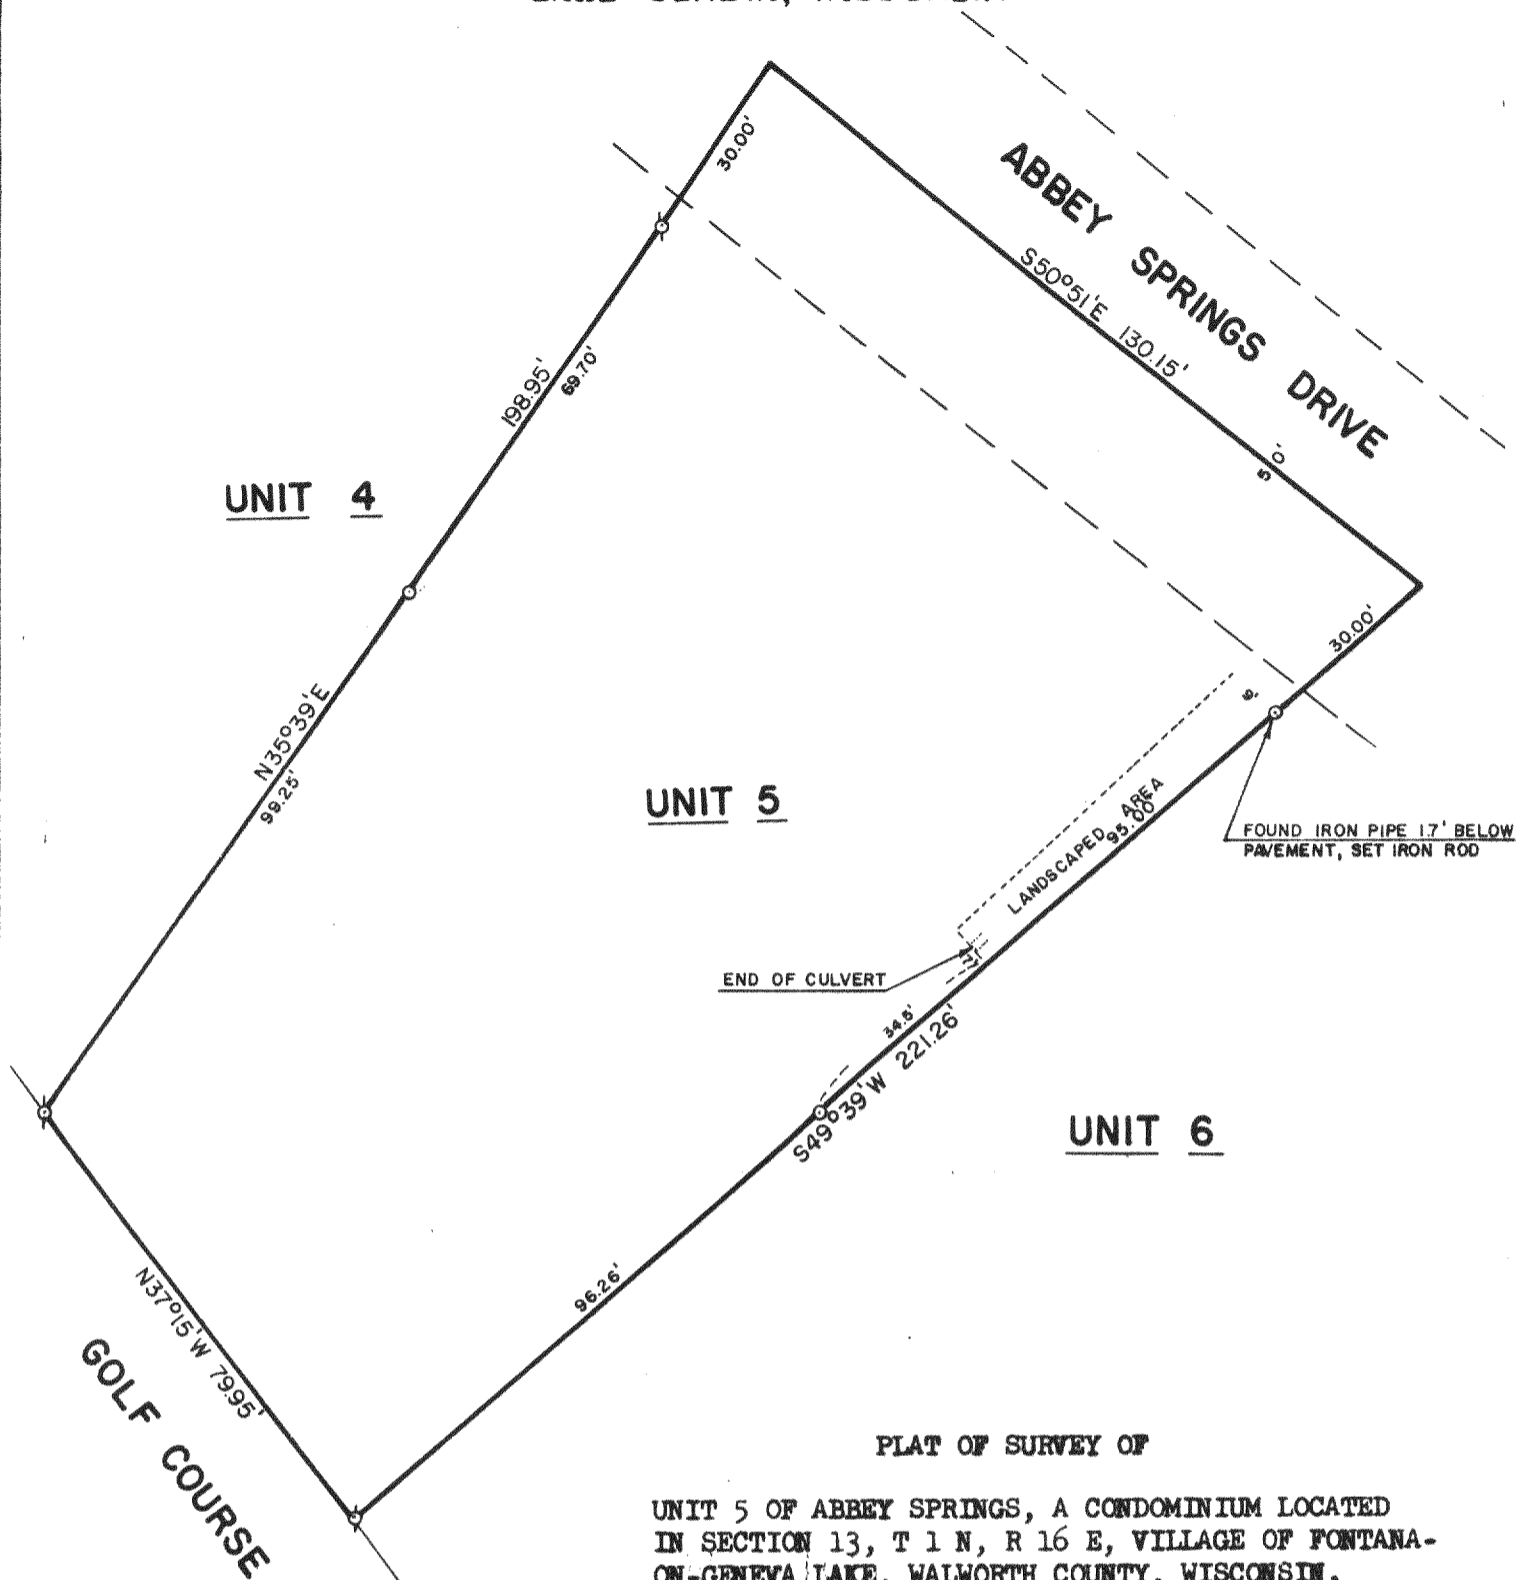 30.00'
ABBEY SPRINGS DRIVE
S50°51'E 130.15'
198.95'
69.70'
UNIT 4
30.00'
N35°39'E
99.25'
UNIT 5
LANDSCAPED AREA
95.00'
FOUND IRON PIPE 1.7' BELOW
PAVEMENT, SET IRON ROD
END OF CULVERT
34.5'
S49°39'W 221.26'
UNIT 6
96.26'
N37°15'W 79.95'
GOLF COURSE
PLAT OF SURVEY OF
UNIT 5 OF ABBEY SPRINGS, A CONDOMINIUM LOCATED
IN SECTION 13, T 1 N, R 16 E, VILLAGE OF FONTANA-
ON-GENEVA LAKE, WALWORTH COUNTY, WISCONSIN.